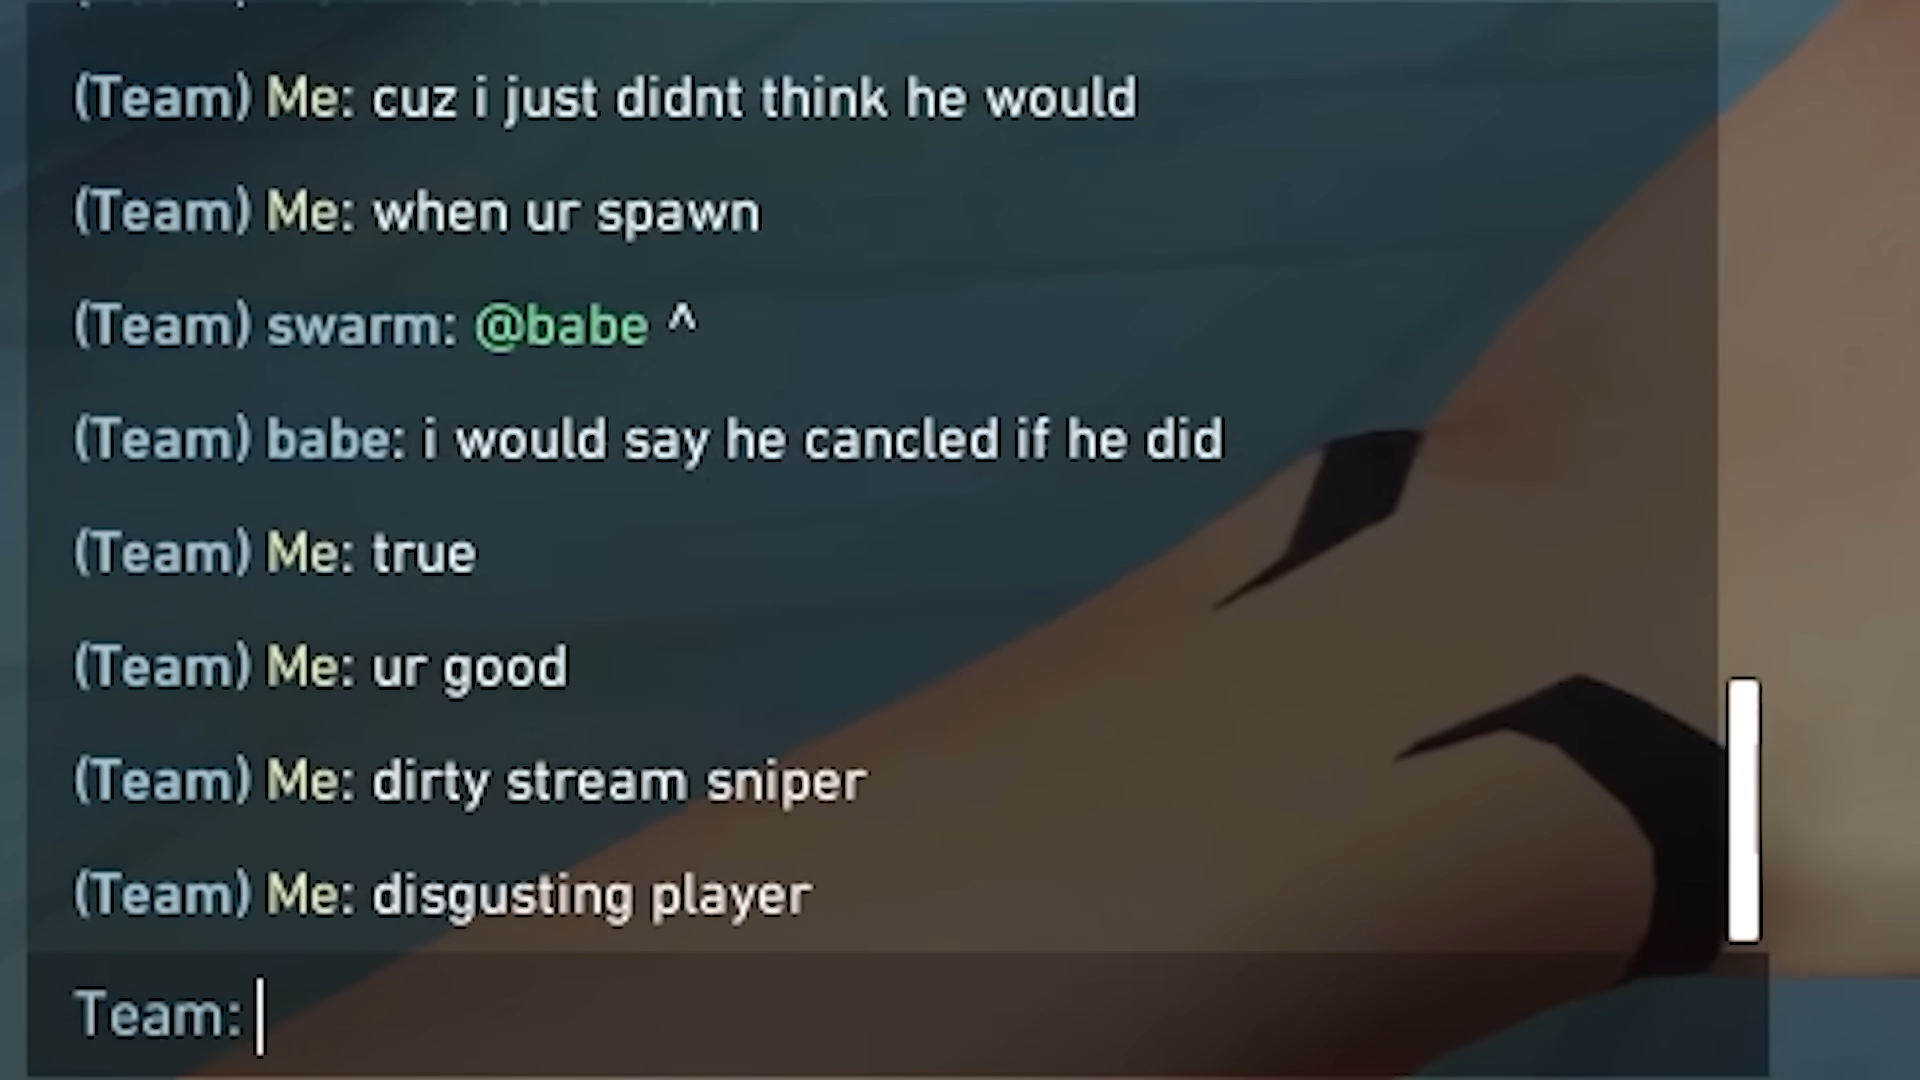 (Team) Me: cuz i just didnt think he would
(Team) Me: when ur spawn
(Team) swarm: @babe ^
(Team) babe: i would say he cancled if he did
(Team) Me: true
(Team) Me: ur good
(Team) Me: dirty stream sniper
(Team) Me: disgusting player
Team: